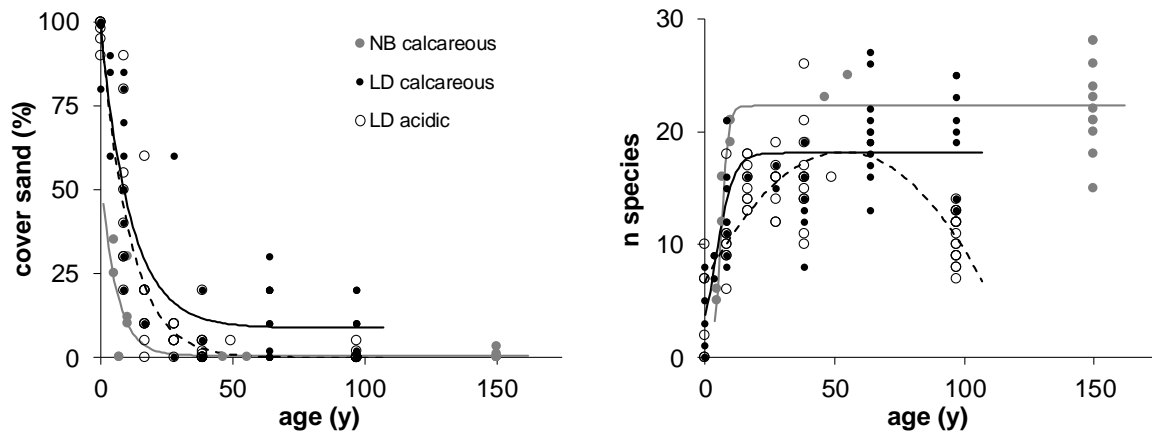 100
75
50
25
0
cover sand (%)
NB calcareous
LD calcareous
LD acidic
0 50 100 150
age (y)
30
20
10
0
n species
0 50 100 150
age (y)